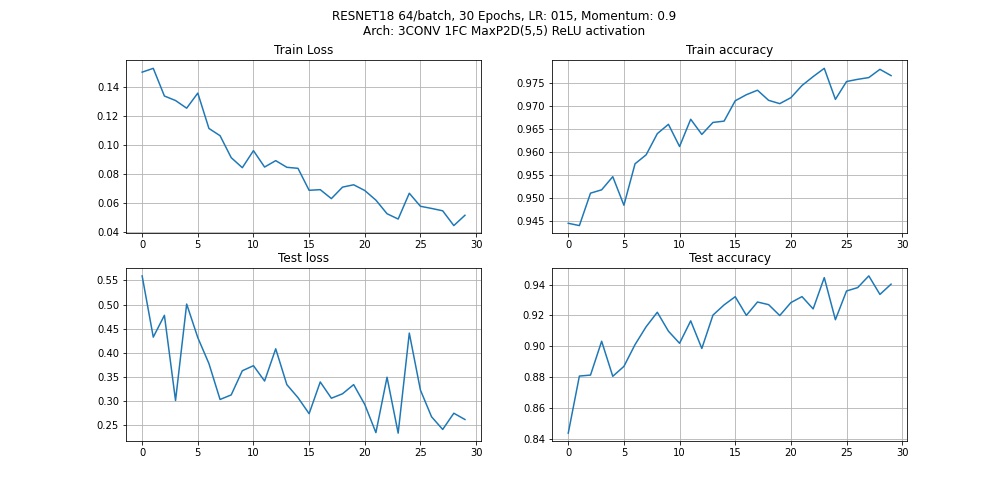 RESNET18 64/batch, 30 Epochs, LR: 015, Momentum: 0.9
Arch: 3CONV 1FC MaxP2D(5,5) ReLU activation
Train Loss
0.14
0.12
0.10
0.08
0.06
0.04
0 5 10 15 20 25 30
Train accuracy
0.975
0.970
0.965
0.960
0.955
0.950
0.945
0 5 10 15 20 25 30
Test loss
0.55
0.50
0.45
0.40
0.35
0.30
0.25
0 5 10 15 20 25 30
Test accuracy
0.94
0.92
0.90
0.88
0.86
0.84
0 5 10 15 20 25 30